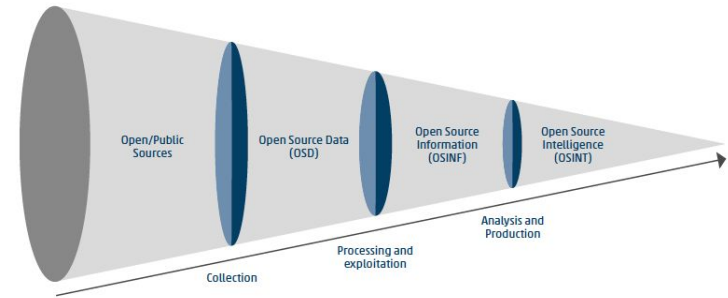 Open/Public
Sources
Open Source Data
(OSD)
Open Source
Information
(OSINF)
Open Source
Intelligence
(OSINT)
Collection
Processing and
exploitation
Analysis and
Production